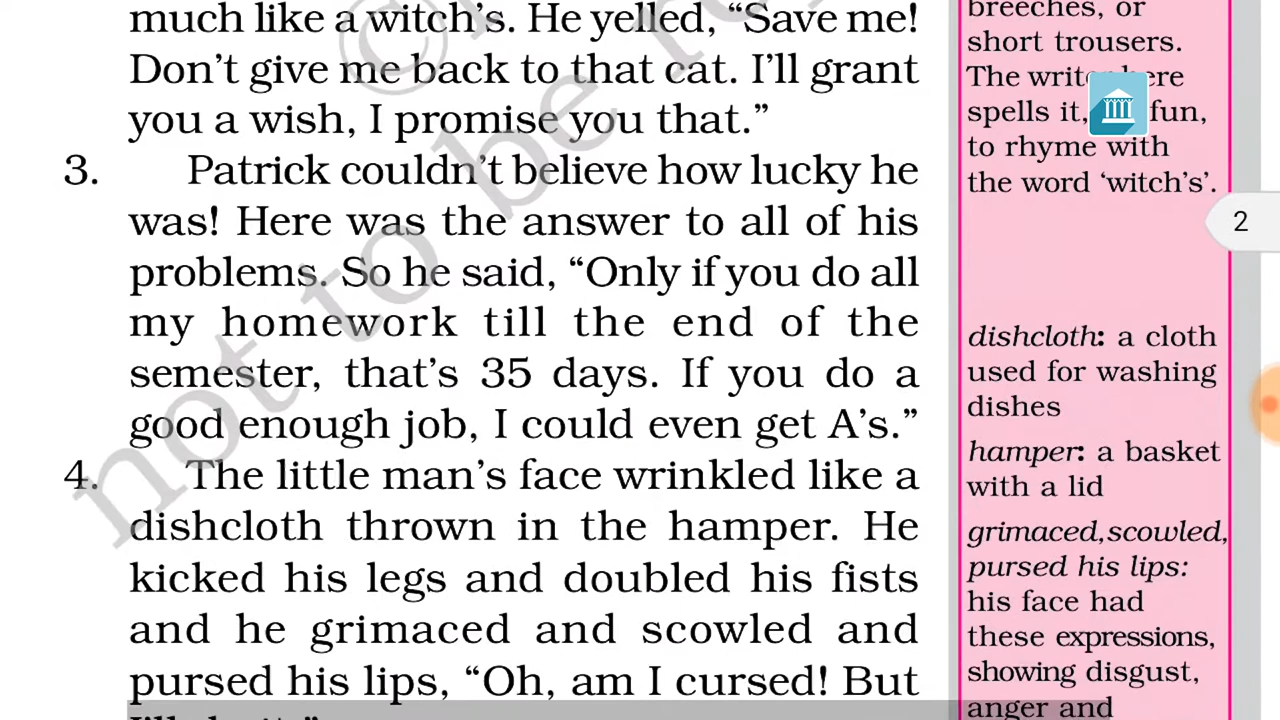 much like a witch's. He yelled, “Save me!
Don't give me back to that cat. I'll grant
you a wish, I promise you that.”
3. Patrick couldn't believe how lucky he
was! Here was the answer to all of his
problems. So he said, “Only if you do all
my homework till the end of the
semester, that's 35 days. If you do a
good enough job, I could even get A's.”
4. The little man's face wrinkled like a
dishcloth thrown in the hamper. He
kicked his legs and doubled his fists
and he grimaced and scowled and
pursed his lips, “Oh, am I cursed! But
breeches, or
short trousers.
The writer here
spells it, fun,
to rhyme with
the word ‘witch's’.
2
dishcloth: a cloth
used for washing
dishes
hamper: a basket
with a lid
grimaced, scowled,
pursed his lips:
his face had
these expressions,
showing disgust,
anger and
not to be